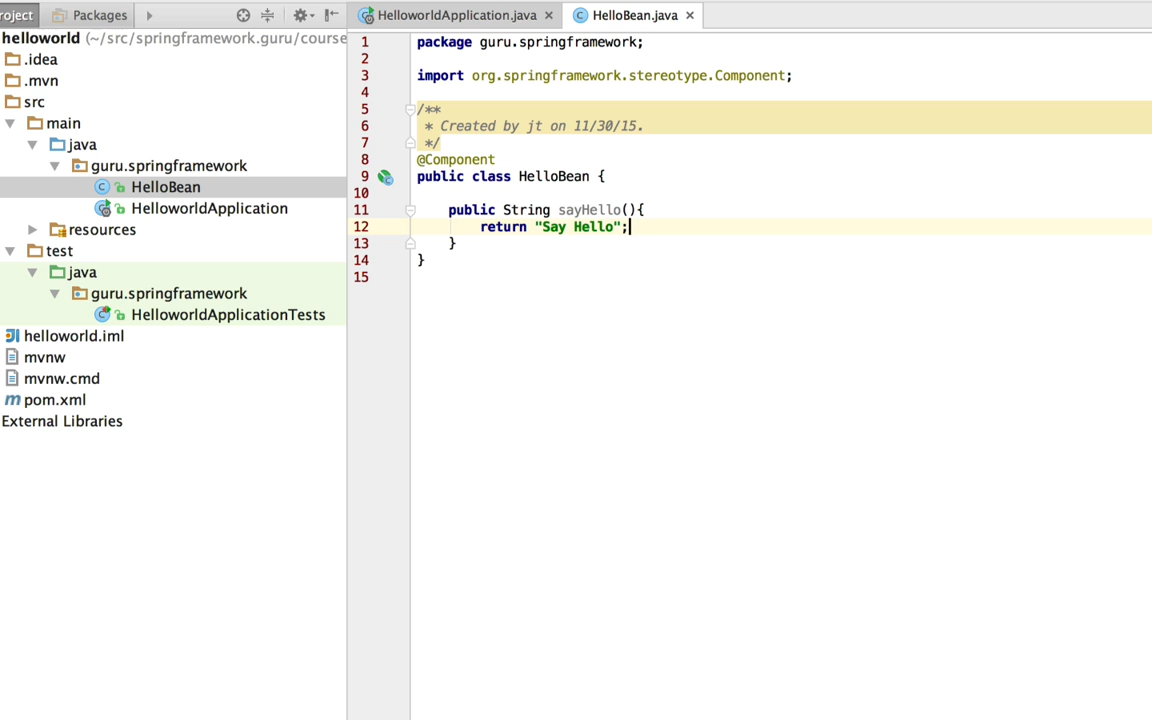 roject
Packages
HelloworldApplication.java
HelloBean.java
helloworld (~/src/springframework.guru/course
.idea
.mvn
src
main
java
guru.springframework
HelloBean
HelloworldApplication
resources
test
java
guru.springframework
HelloworldApplicationTests
helloworld.iml
mvnw
mvnw.cmd
pom.xml
External Libraries
1 package guru.springframework;
2
3 import org.springframework.stereotype.Component;
4
5 /**
6 * Created by jt on 11/30/15.
7 */
8 @Component
9 public class HelloBean {
10
11 public String sayHello(){
12 return "Say Hello";
13 }
14 }
15